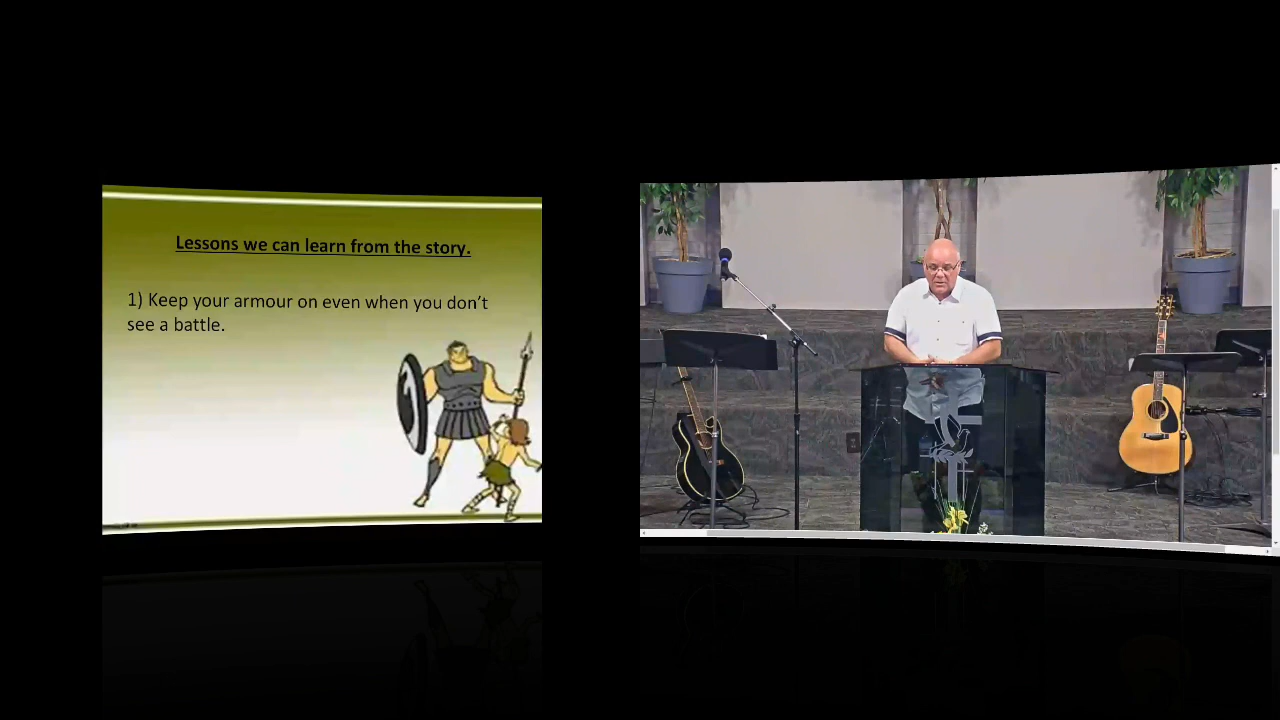 Lessons we can learn from the story.
1) Keep your armour on even when you don't
see a battle.